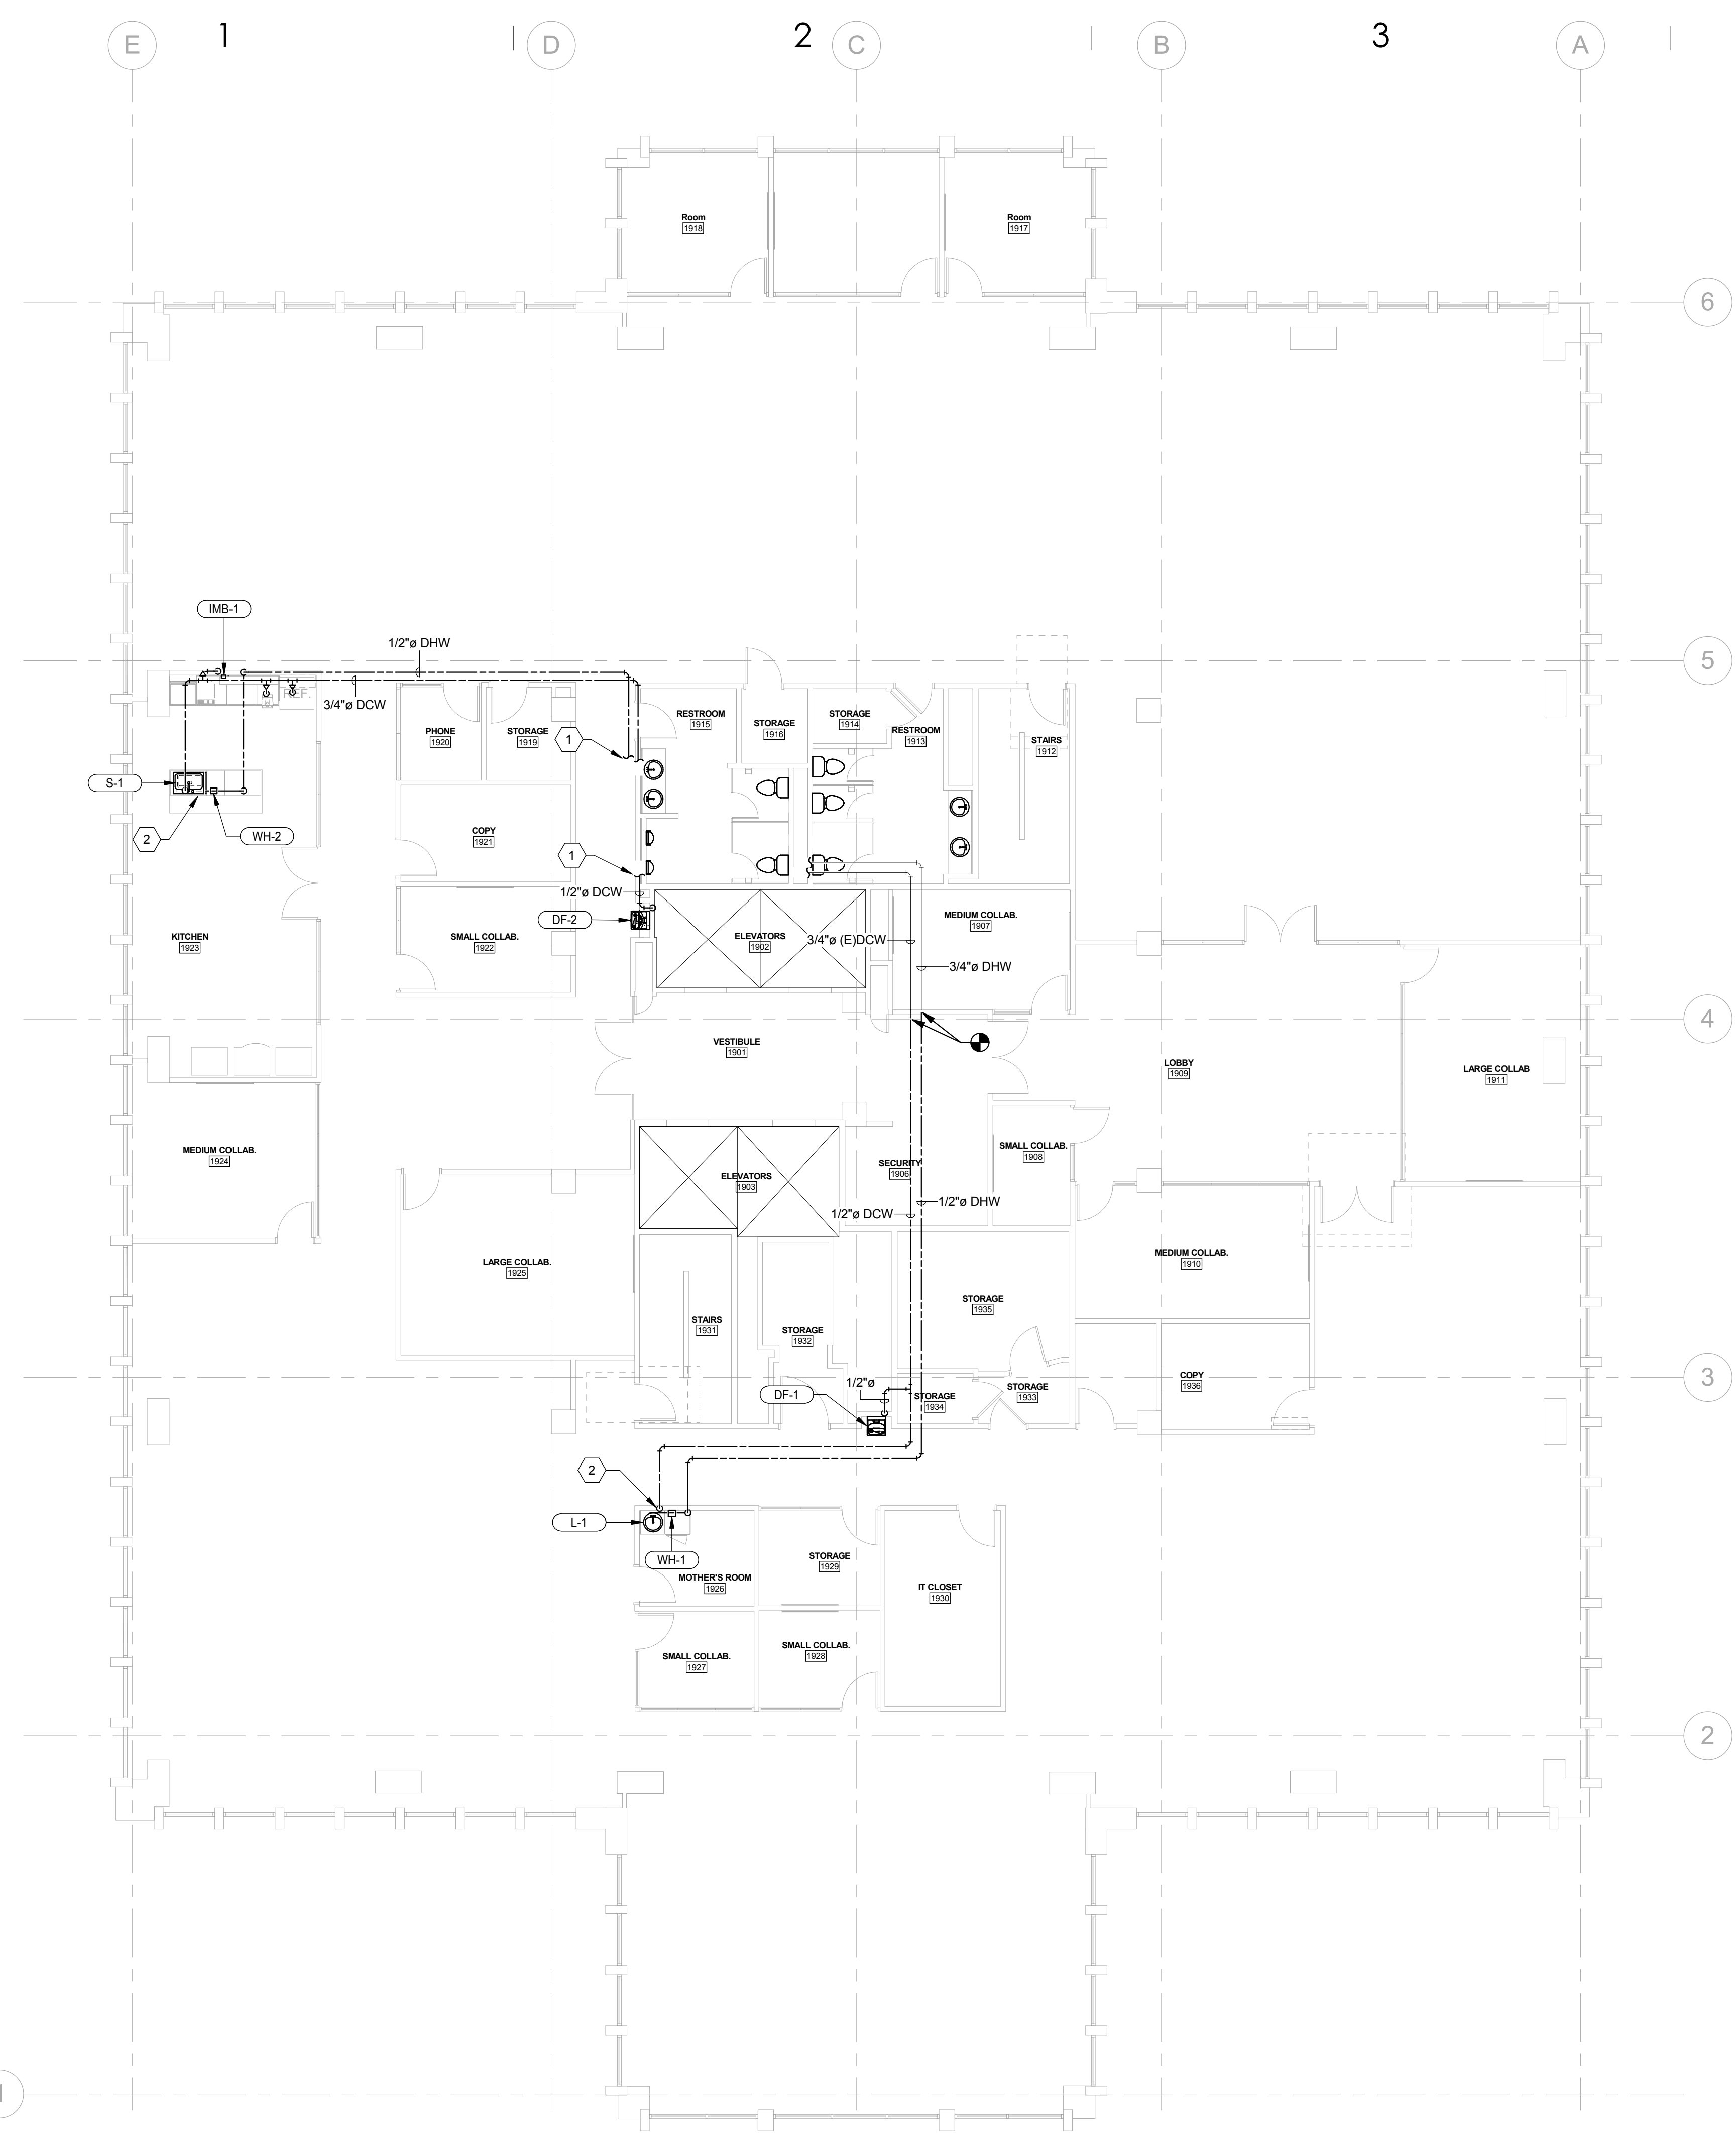 E
1
D
2
C
B
3
A
Room
1918
Room
1917
6
IMB-1
1/2"ø DHW
5
3/4"ø DCW
REF.
PHONE
1920
STORAGE
1919
1
RESTROOM
1915
STORAGE
1916
STORAGE
1914
RESTROOM
1913
STAIRS
1912
S-1
2
WH-2
COPY
1921
1
1/2"ø DCW
DF-2
KITCHEN
1923
SMALL COLLAB.
1922
ELEVATORS
1902
3/4"ø (E)DCW
MEDIUM COLLAB.
1907
3/4"ø DHW
4
VESTIBULE
1901
LOBBY
1909
LARGE COLLAB
1911
MEDIUM COLLAB.
1924
ELEVATORS
1903
SECURITY
1906
SMALL COLLAB.
1908
1/2"ø DHW
1/2"ø DCW
LARGE COLLAB.
1925
MEDIUM COLLAB.
1910
STAIRS
1931
STORAGE
1932
STORAGE
1935
3
DF-1
1/2"ø
STORAGE
1934
STORAGE
1933
COPY
1936
2
L-1
WH-1
MOTHER'S ROOM
1926
STORAGE
1929
IT CLOSET
1930
SMALL COLLAB.
1927
SMALL COLLAB.
1928
2
1